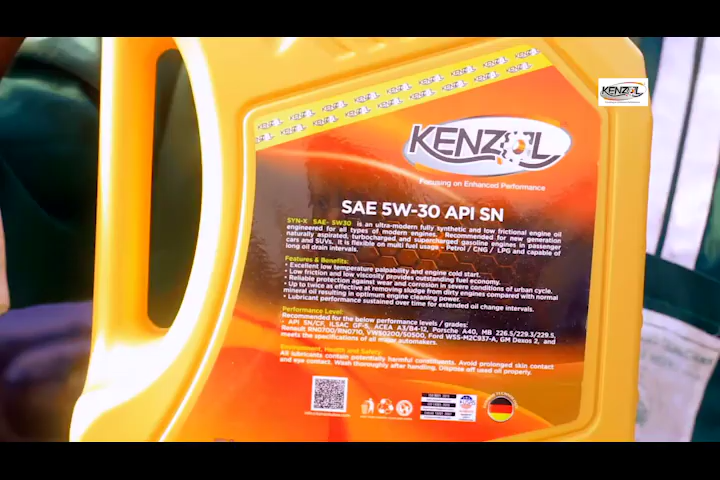 KENZOL
KENZOL
Focusing on Enhanced Performance
SAE 5W-30 API SN
SYN-X SAE- 5W30 is an ultra-modern fully synthetic and low frictional engine oil
engineered for all types of modern engines. Recommended for new generation
naturally aspirated, turbocharged and supercharged gasoline engines in passenger
cars and SUVs. It is flexible on multi fuel usage - Petrol / CNG / LPG and capable of
long oil drain intervals.
Features & Benefits:
• Excellent low temperature palpability and engine cold start.
• Low friction and low viscosity provides outstanding fuel economy.
• Reliable protection against wear and corrosion in severe conditions of urban cycle.
• Up to twice as effective at removing sludge from dirty engines compared with normal
mineral oil resulting in optimum engine cleaning power.
• Lubricant performance sustained over time for extended oil change intervals.
Performance Level:
Recommended for the below performance levels / grades:
• API SN/CF, ILSAC GF-5, ACEA A3/B4-12, Porsche A40, MB 226.5/229.3/229.5,
Renault RN0700/RN0710, VW50200/50500, Ford WSS-M2C937-A, GM Dexos 2, and
meets the specifications of all major automakers.
Environment, Health and Safety:
All lubricants contain potentially harmful constituents. Avoid prolonged skin contact
and eye contact. Wash thoroughly after handling. Dispose off used oil properly.